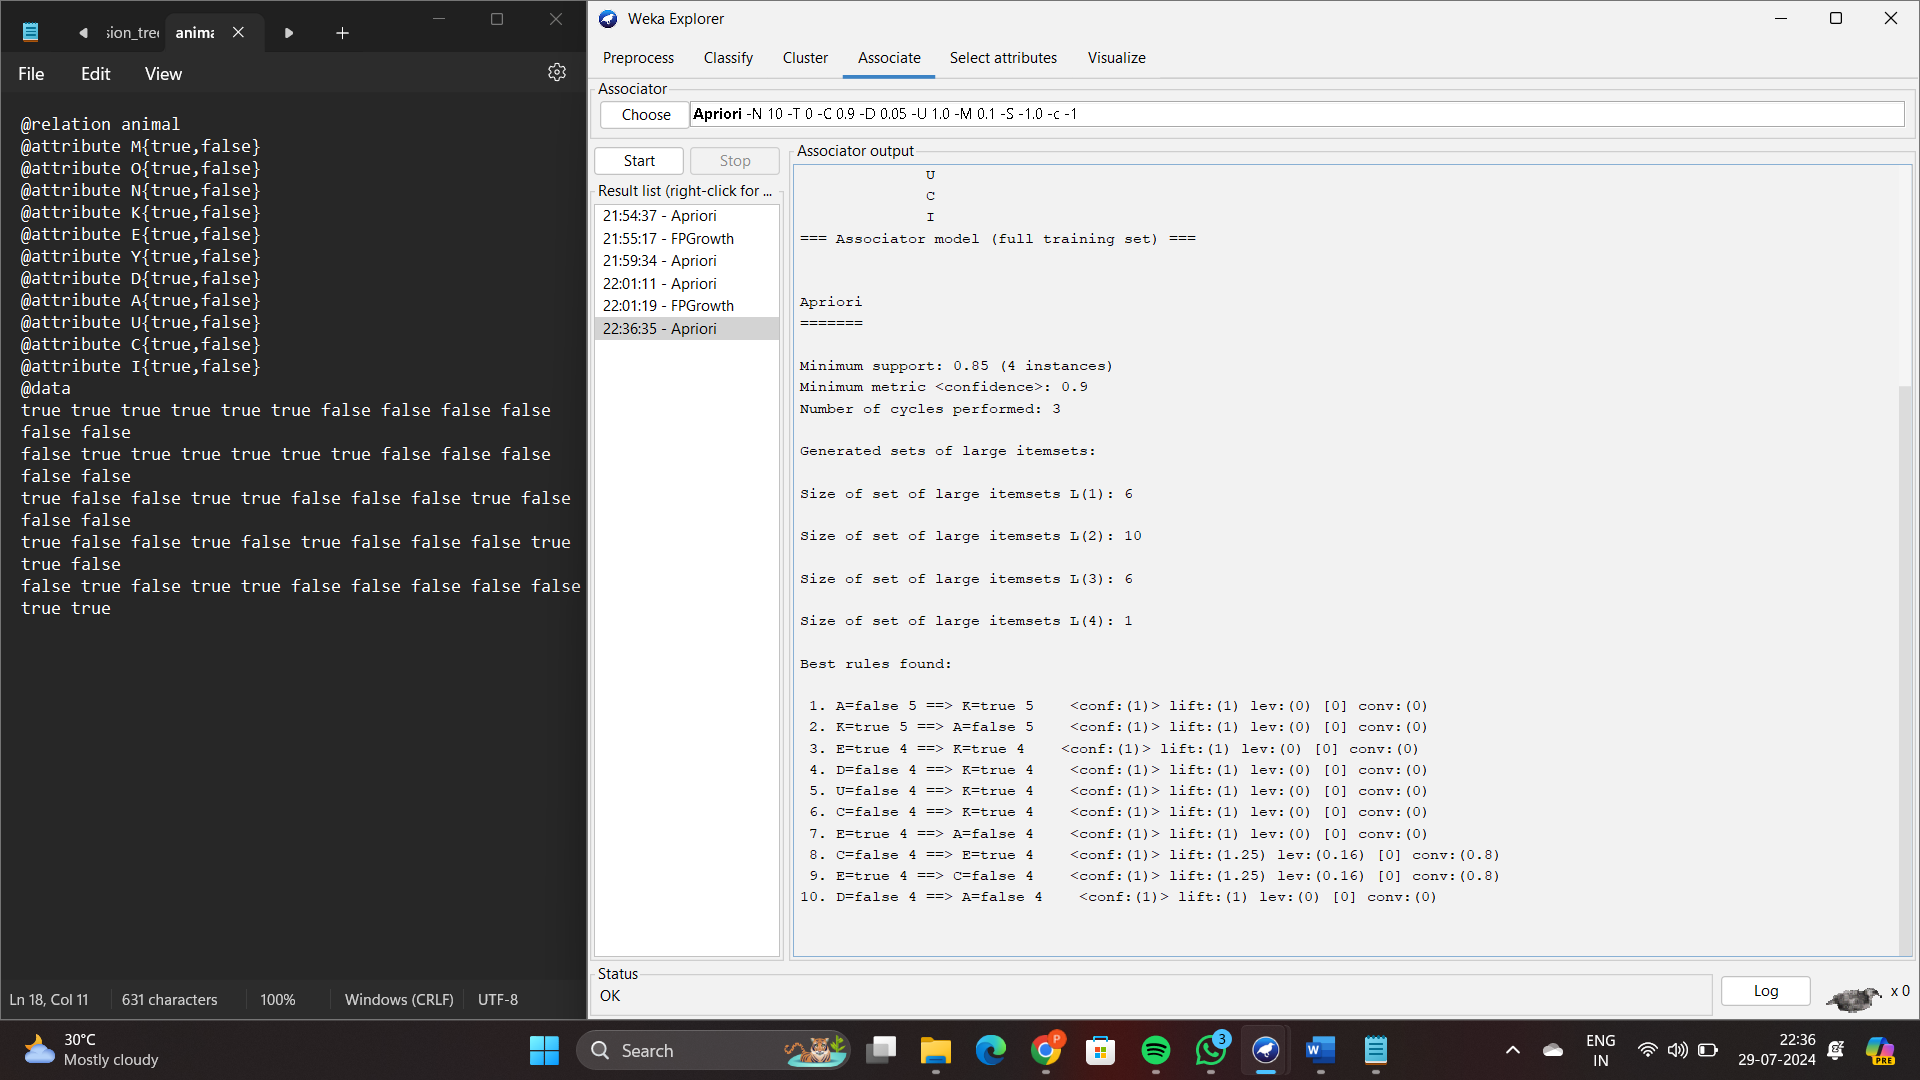 sion_tre
anima
File Edit View
@relation animal
@attribute M{true,false}
@attribute O{true,false}
@attribute N{true,false}
@attribute K{true,false}
@attribute E{true,false}
@attribute Y{true,false}
@attribute D{true,false}
@attribute A{true,false}
@attribute U{true,false}
@attribute C{true,false}
@attribute I{true,false}
@data
true true true true true true false false false false
false false
false true true true true true true false false false
false false
true false false true true false false false true false
false false
true false false true false true false false false true
true false
false true false true true false false false false false
true true
Ln 18, Col 11 631 characters 100% Windows (CRLF) UTF-8
Weka Explorer
Preprocess Classify Cluster Associate Select attributes Visualize
Associator
Choose Apriori -N 10 -T 0 -C 0.9 -D 0.05 -U 1.0 -M 0.1 -S -1.0 -c -1
Start Stop
Result list (right-click for ...
21:54:37 - Apriori
21:55:17 - FPGrowth
21:59:34 - Apriori
22:01:11 - Apriori
22:01:19 - FPGrowth
22:36:35 - Apriori
Associator output
U
C
I
=== Associator model (full training set) ===
Apriori
=======
Minimum support: 0.85 (4 instances)
Minimum metric <confidence>: 0.9
Number of cycles performed: 3
Generated sets of large itemsets:
Size of set of large itemsets L(1): 6
Size of set of large itemsets L(2): 10
Size of set of large itemsets L(3): 6
Size of set of large itemsets L(4): 1
Best rules found:
1. A=false 5 ==> K=true 5 <conf:(1)> lift:(1) lev:(0) [0] conv:(0)
2. K=true 5 ==> A=false 5 <conf:(1)> lift:(1) lev:(0) [0] conv:(0)
3. E=true 4 ==> K=true 4 <conf:(1)> lift:(1) lev:(0) [0] conv:(0)
4. D=false 4 ==> K=true 4 <conf:(1)> lift:(1) lev:(0) [0] conv:(0)
5. U=false 4 ==> K=true 4 <conf:(1)> lift:(1) lev:(0) [0] conv:(0)
6. C=false 4 ==> K=true 4 <conf:(1)> lift:(1) lev:(0) [0] conv:(0)
7. E=true 4 ==> A=false 4 <conf:(1)> lift:(1) lev:(0) [0] conv:(0)
8. C=false 4 ==> E=true 4 <conf:(1)> lift:(1.25) lev:(0.16) [0] conv:(0.8)
9. E=true 4 ==> C=false 4 <conf:(1)> lift:(1.25) lev:(0.16) [0] conv:(0.8)
10. D=false 4 ==> A=false 4 <conf:(1)> lift:(1) lev:(0) [0] conv:(0)
Status
OK
Log
x 0
30°C
Mostly cloudy
Search
P
3
W
ENG
IN
22:36
29-07-2024
PRE